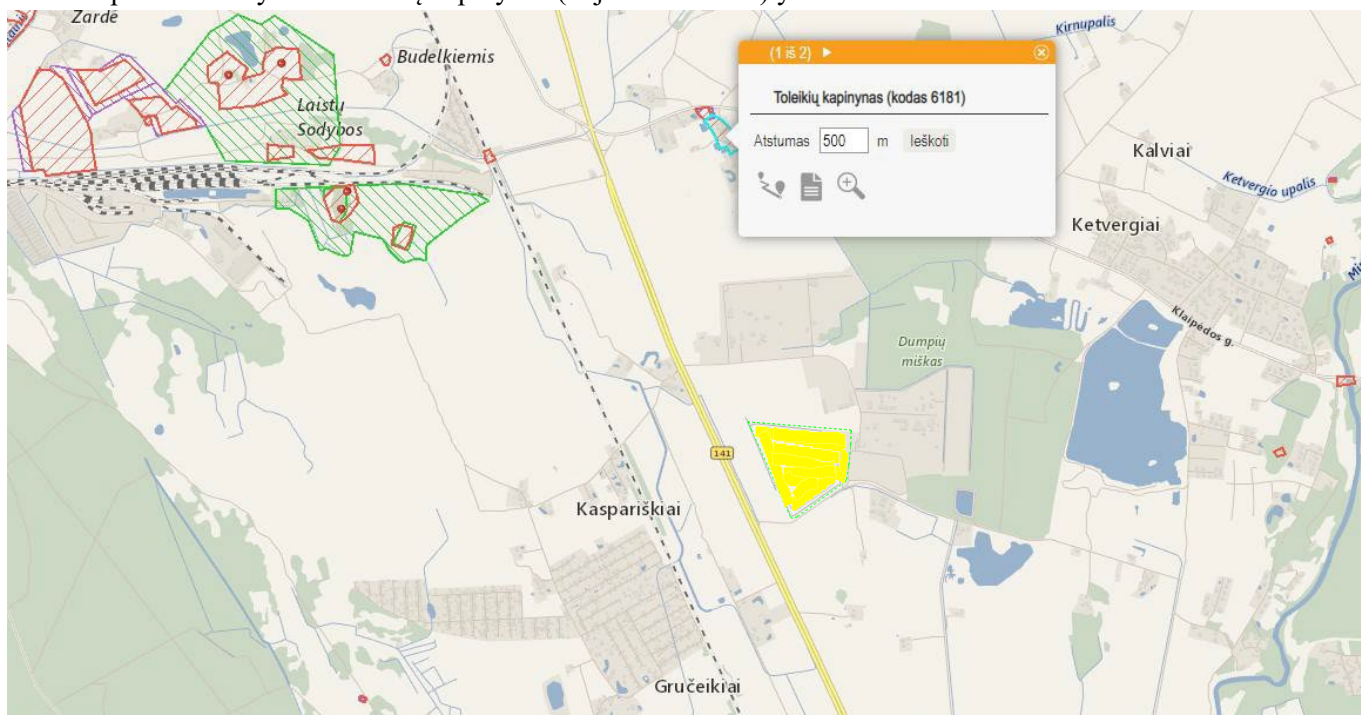 Žardė
Budelkiemis
Laistų
Sodybos
Kirnupalis
(1 iš 2)
Toleikių kapinynas (kodas 6181)
Atstumas 500 m Ieškoti
Kalviai
Ketvergio upalis
Ketvergiai
Klaipėdos g.
Dumpių
miškas
141
Kaspariškiai
Gručeikiai